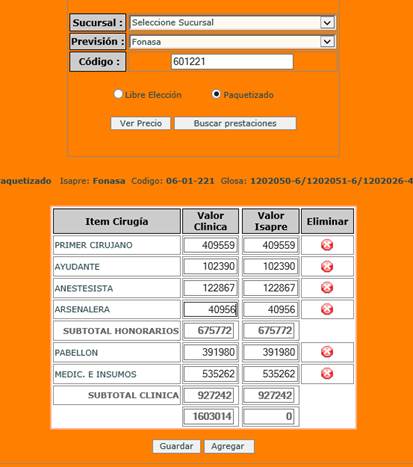 Sucursal : Seleccione Sucursal
Previsión : Fonasa
Código : 601221
Libre Elección Paquetizado
Ver Precio Buscar prestaciones
aquetizado Isapre: Fonasa Codigo: 06-01-221 Glosa: 1202050-6/1202051-6/1202026-4
Item Cirugía Valor Clinica Valor Isapre Eliminar
PRIMER CIRUJANO 409559 409559
AYUDANTE 102390 102390
ANESTESISTA 122867 122867
ARSENALERA 40956 40956
SUBTOTAL HONORARIOS 675772 675772
PABELLON 391980 391980
MEDIC. E INSUMOS 535262 535262
SUBTOTAL CLINICA 927242 927242
1603014 0
Guardar Agregar